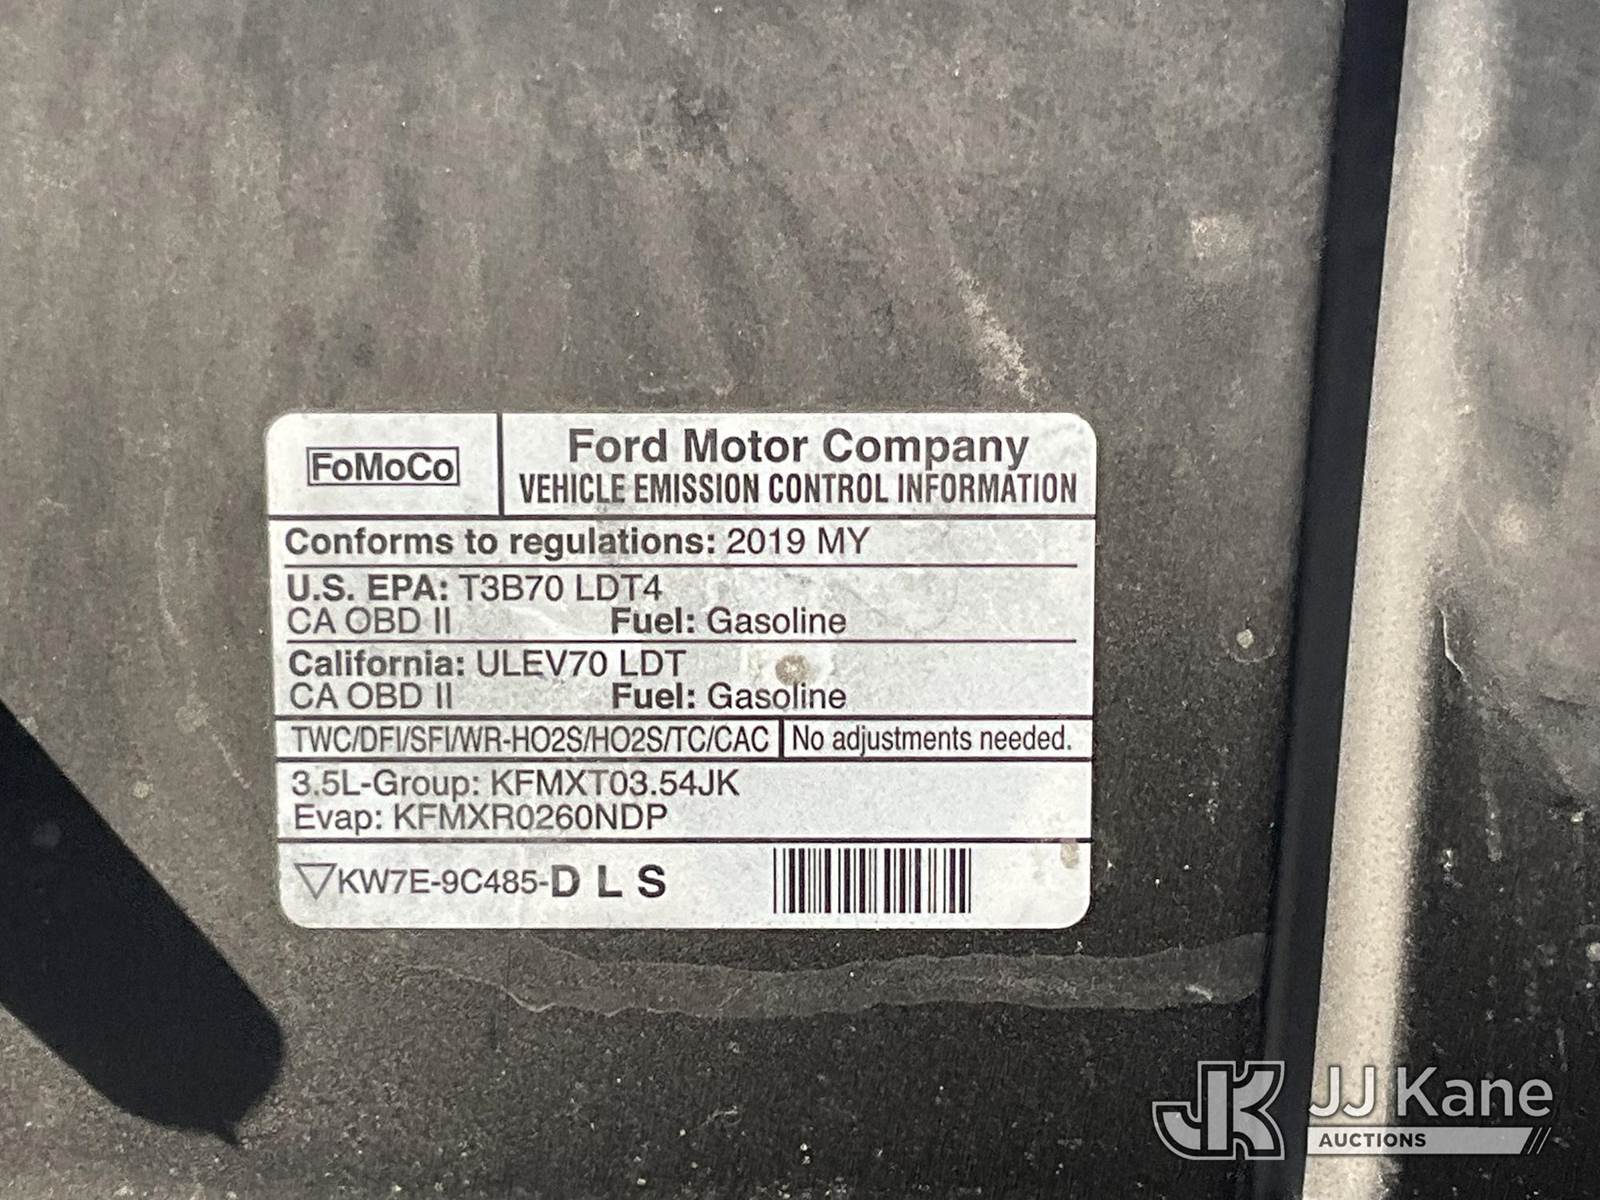 FoMoCo
Ford Motor Company
VEHICLE EMISSION CONTROL INFORMATION
Conforms to regulations: 2019 MY
U.S. EPA: T3B70 LDT4
CA OBD II Fuel: Gasoline
California: ULEV70 LDT
CA OBD II Fuel: Gasoline
TWC/DFI/SFI/WR-HO2S/HO2S/TC/CAC No adjustments needed.
3.5L-Group: KFMXT03.54JK
Evap: KFMXR0260NDP
KW7E-9C485-D L S
JK JJ Kane
AUCTIONS